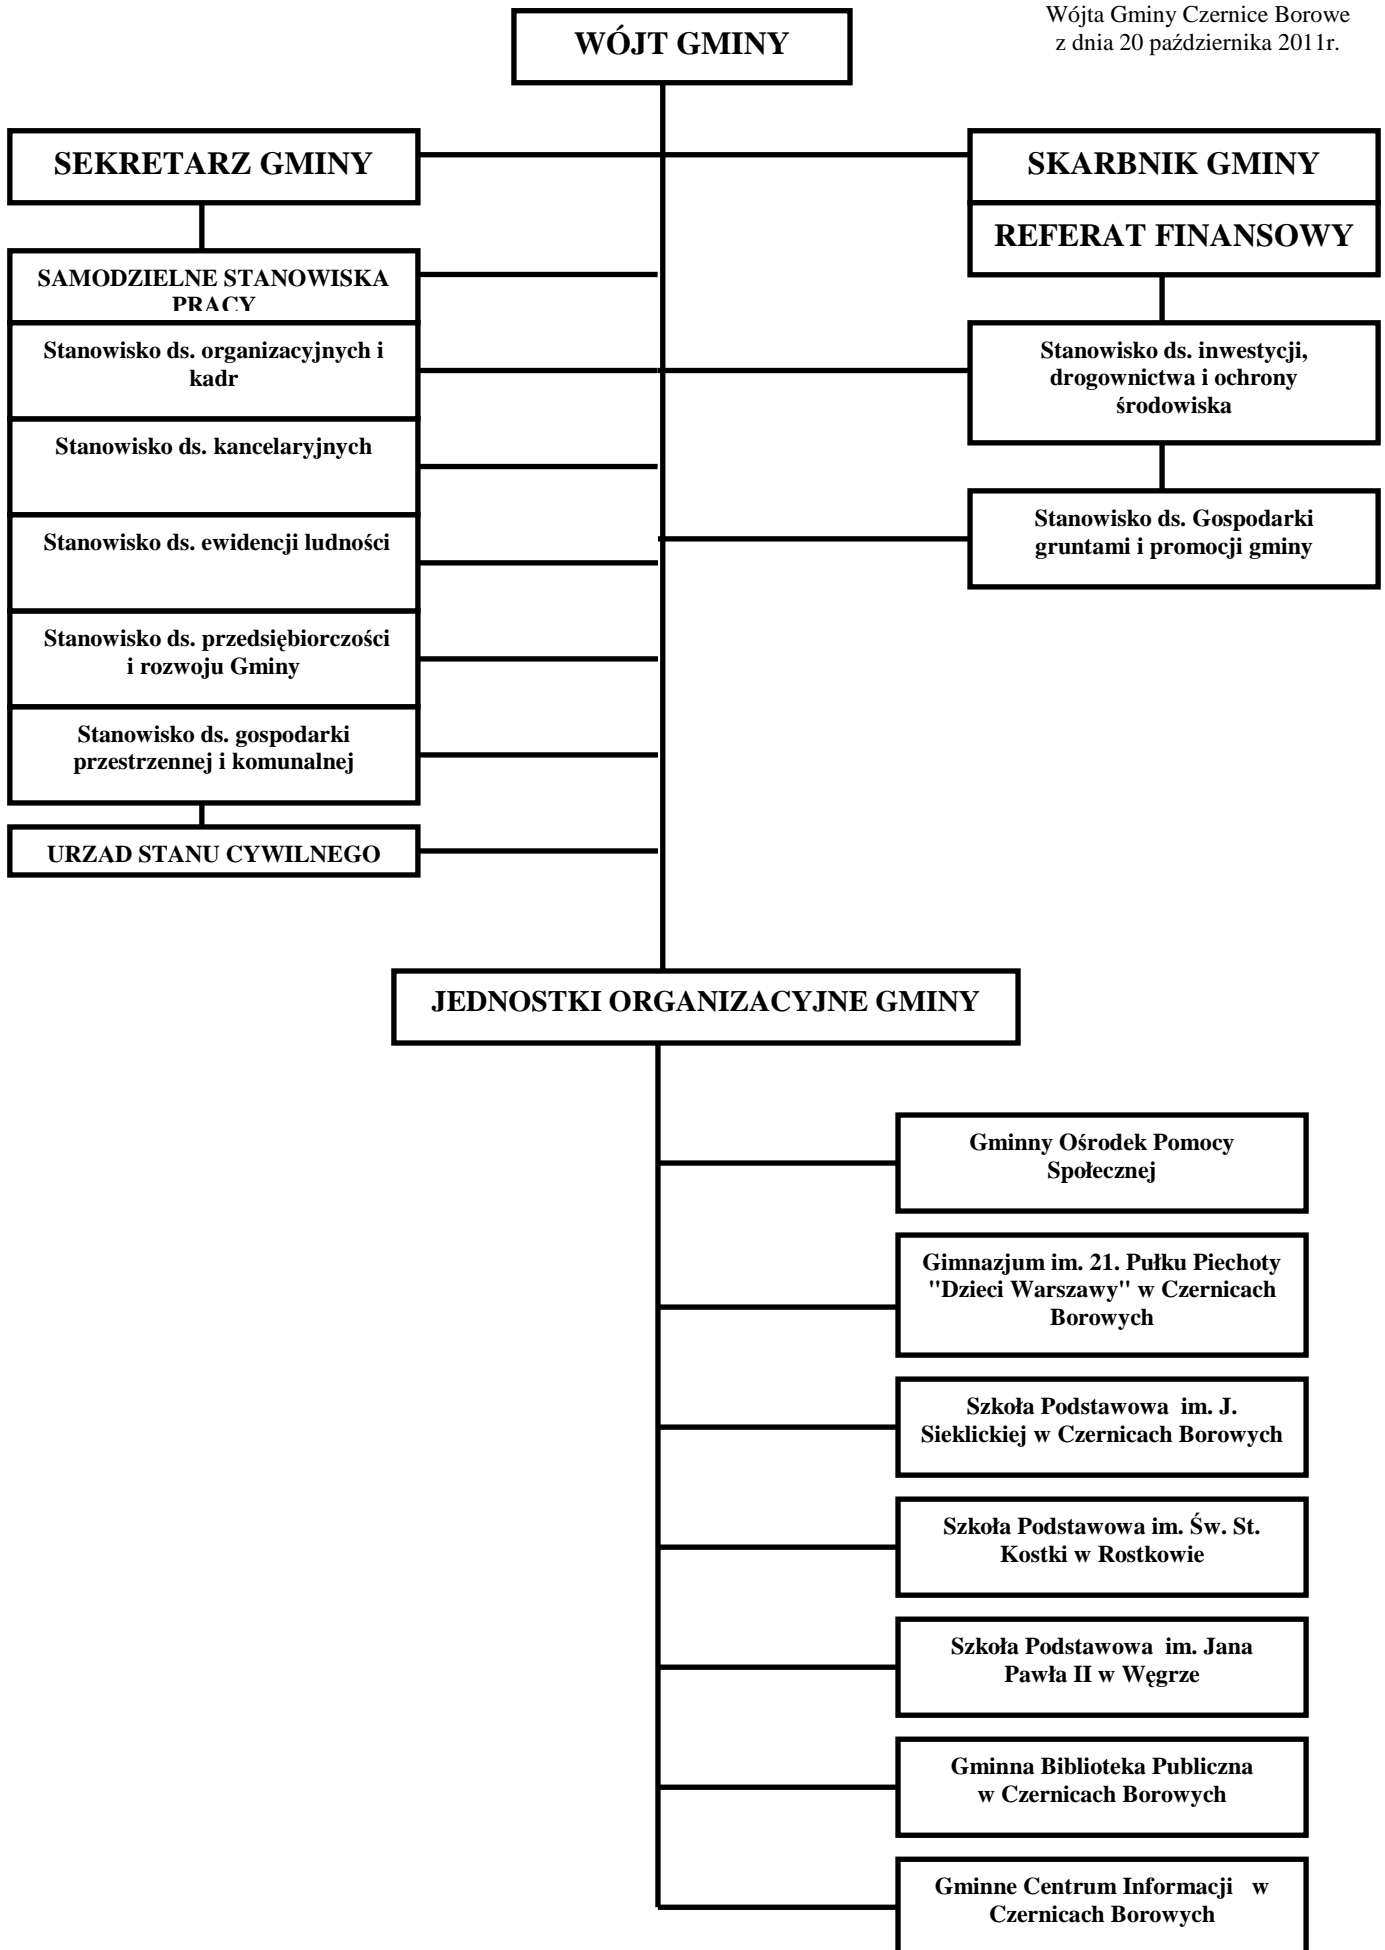 Wójta Gminy Czernice Borowe
z dnia 20 października 2011r.
WÓJT GMINY
SEKRETARZ GMINY
SKARBNIK GMINY
REFERAT FINANSOWY
SAMODZIELNE STANOWISKA
PRACY
Stanowisko ds. organizacyjnych i
kadr
Stanowisko ds. kancelaryjnych
Stanowisko ds. ewidencji ludności
Stanowisko ds. przedsiębiorczości
i rozwoju Gminy
Stanowisko ds. gospodarki
przestrzennej i komunalnej
URZAD STANU CYWILNEGO
Stanowisko ds. inwestycji,
drogownictwa i ochrony
środowiska
Stanowisko ds. Gospodarki
gruntami i promocji gminy
JEDNOSTKI ORGANIZACYJNE GMINY
Gminny Ośrodek Pomocy
Społecznej
Gimnazjum im. 21. Pułku Piechoty
"Dzieci Warszawy" w Czernicach
Borowych
Szkoła Podstawowa  im. J.
Sieklickiej w Czernicach Borowych
Szkoła Podstawowa im. Św. St.
Kostki w Rostkowie
Szkoła Podstawowa  im. Jana
Pawła II w Węgrze
Gminna Biblioteka Publiczna
w Czernicach Borowych
Gminne Centrum Informacji   w
Czernicach Borowych